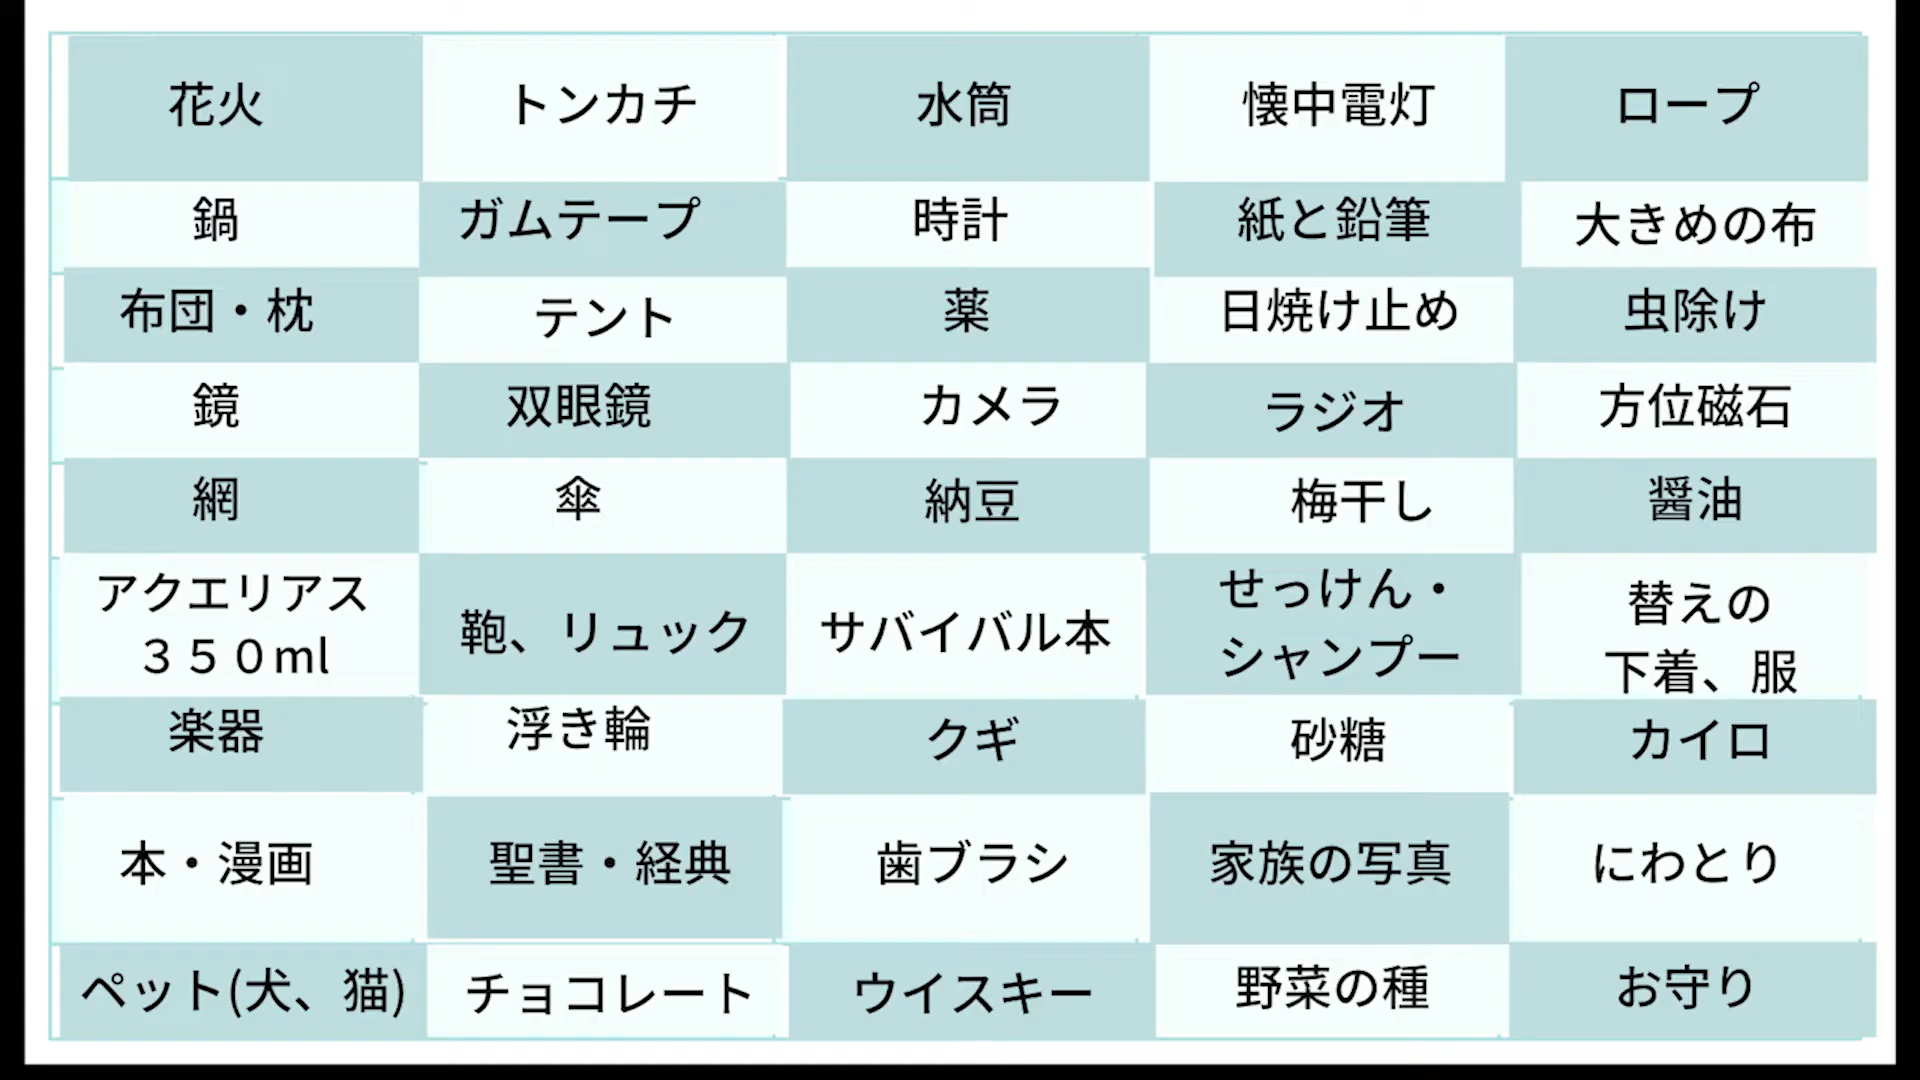 花火
トンカチ
水筒
懐中電灯
ロープ
鍋
ガムテープ
時計
紙と鉛筆
大きめの布
布団・枕
テント
薬
日焼け止め
虫除け
鏡
双眼鏡
カメラ
ラジオ
方位磁石
網
傘
納豆
梅干し
醤油
アクエリアス
３５０ml
鞄、リュック
サバイバル本
せっけん・
シャンプー
替えの
下着、服
楽器
浮き輪
クギ
砂糖
カイロ
本・漫画
聖書・経典
歯ブラシ
家族の写真
にわとり
ペット(犬、猫)
チョコレート
ウイスキー
野菜の種
お守り